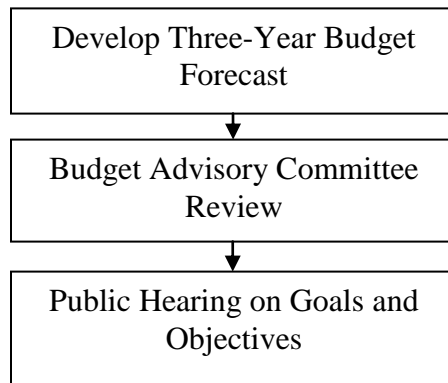 Develop Three-Year Budget
Forecast
Budget Advisory Committee
Review
Public Hearing on Goals and
Objectives